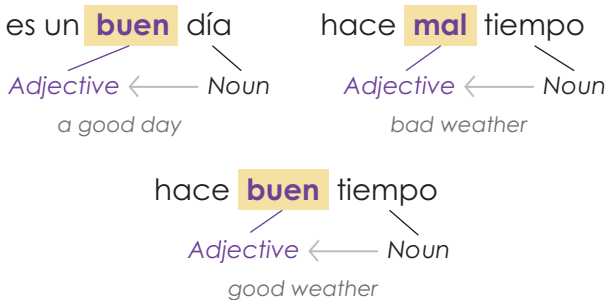 es un buen día
Adjective Noun
a good day
hace mal tiempo
Adjective Noun
bad weather
hace buen tiempo
Adjective Noun
good weather